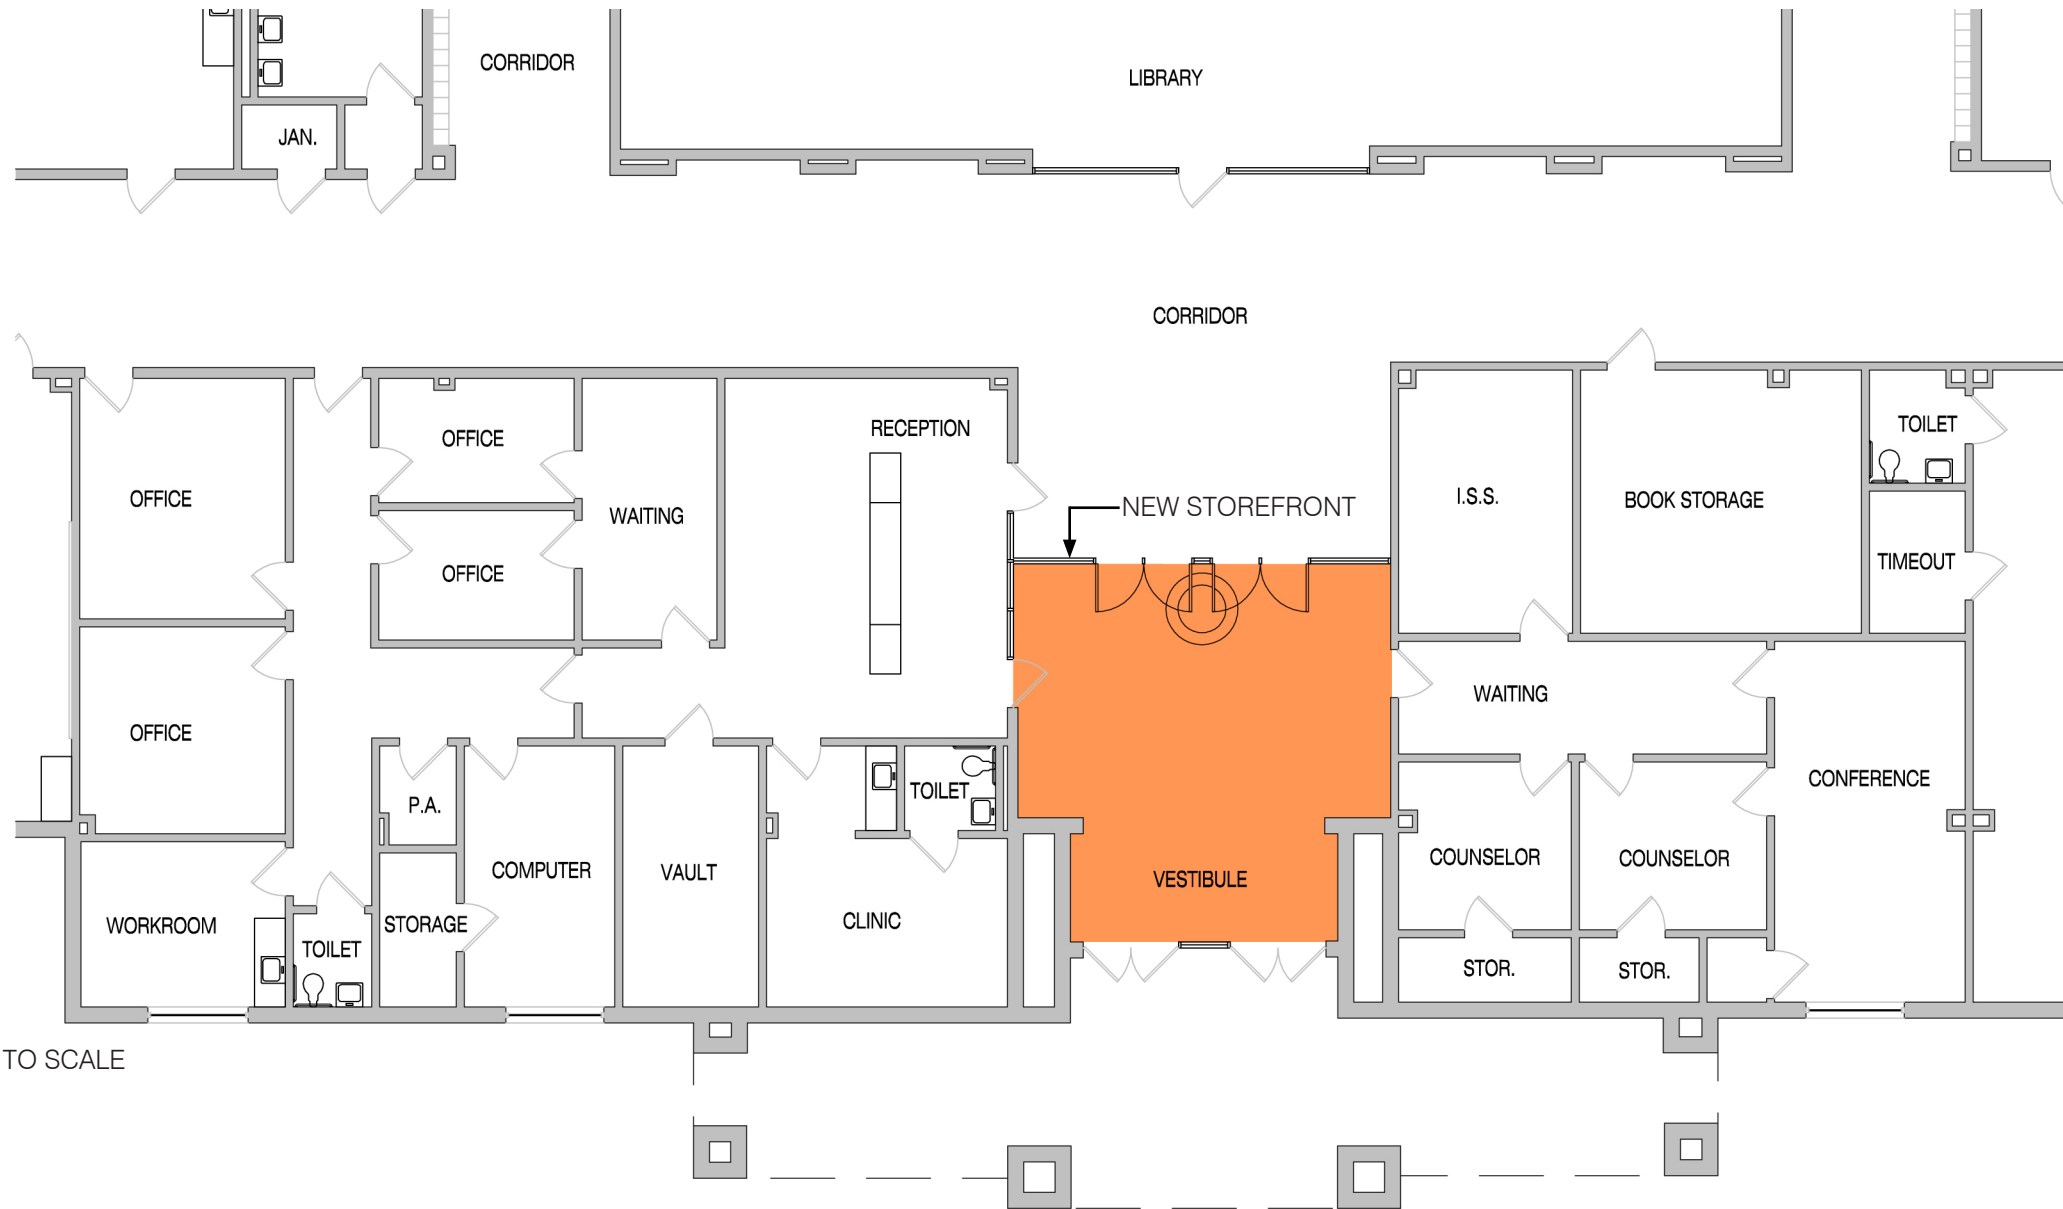 CORRIDOR
LIBRARY
JAN.
CORRIDOR
RECEPTION
TOILET
OFFICE
OFFICE
WAITING
NEW STOREFRONT
I.S.S.
BOOK STORAGE
OFFICE
TIMEOUT
WAITING
OFFICE
CONFERENCE
P.A.
TOILET
COMPUTER
VAULT
VESTIBULE
COUNSELOR
COUNSELOR
WORKROOM
STORAGE
CLINIC
TOILET
STOR.
STOR.
TO SCALE